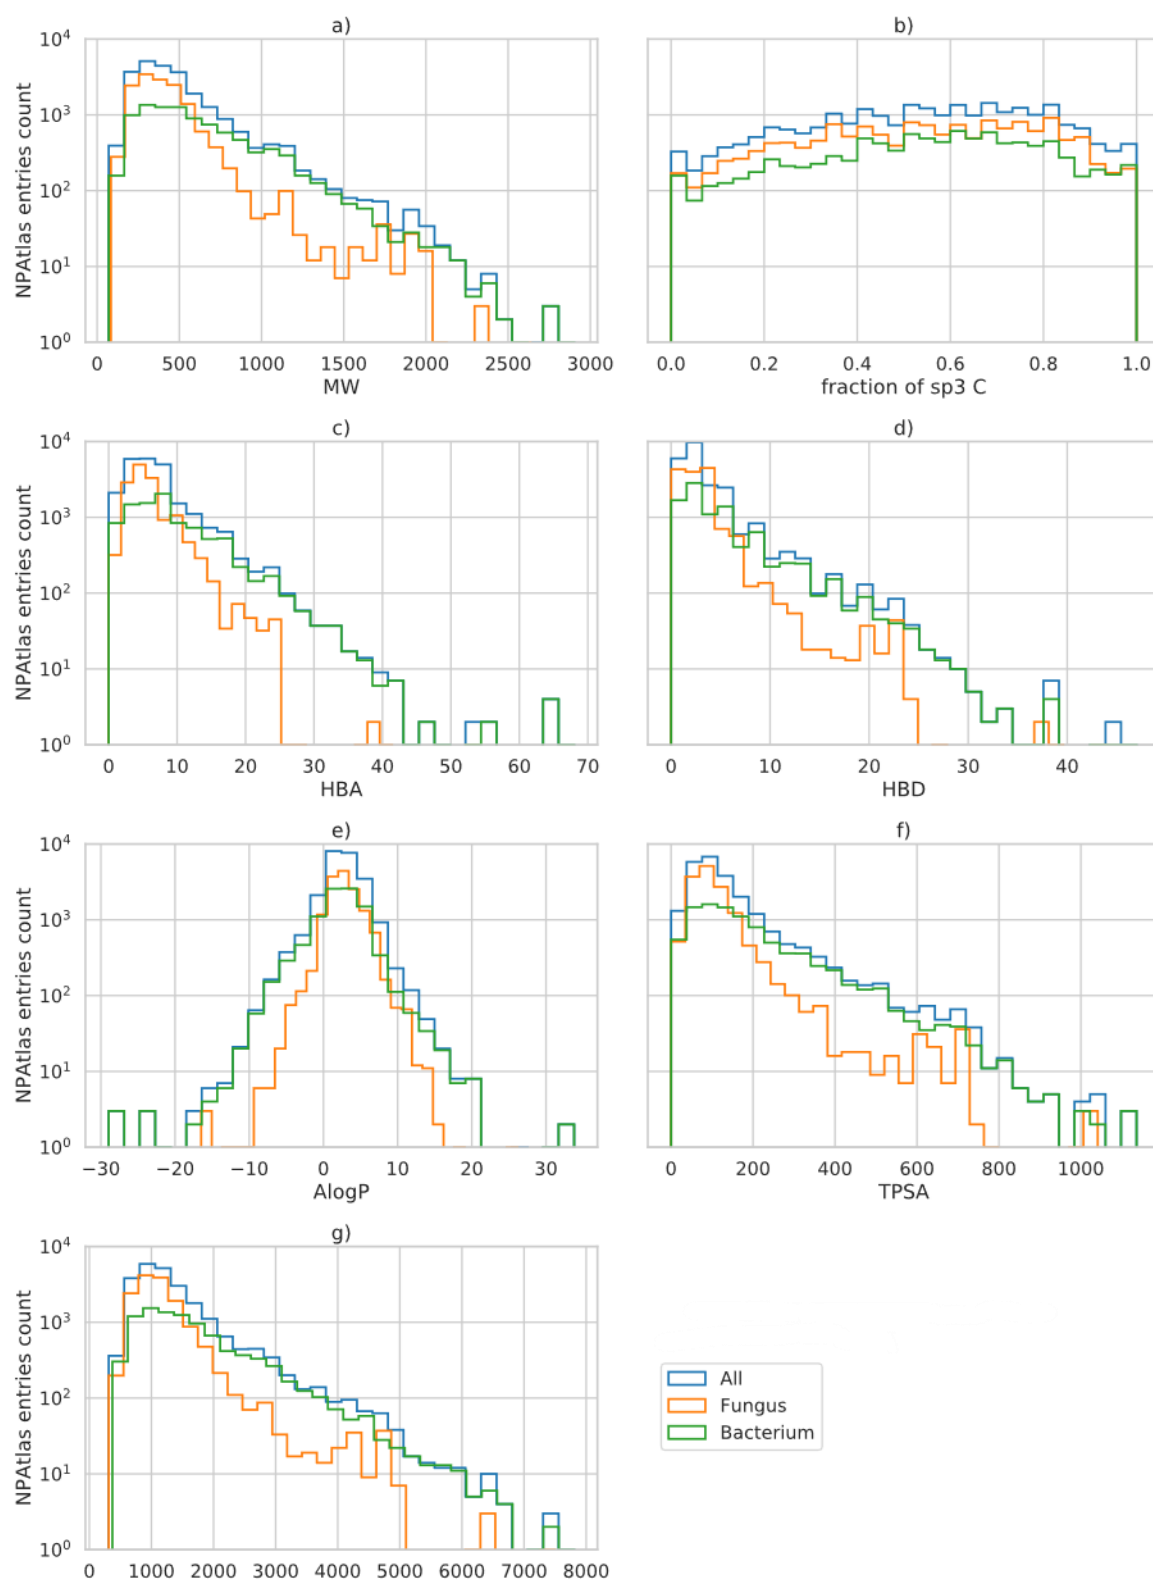 a)
b)
10^4
10^3
10^2
10^1
10^0
NPAtlas entries count
0 500 1000 1500 2000 2500 3000
MW
0.0 0.2 0.4 0.6 0.8 1.0
fraction of sp3 C
c)
d)
10^4
10^3
10^2
10^1
10^0
NPAtlas entries count
0 10 20 30 40 50 60 70
HBA
0 10 20 30 40
HBD
e)
f)
10^4
10^3
10^2
10^1
10^0
NPAtlas entries count
−30 −20 −10 0 10 20 30
AlogP
0 200 400 600 800 1000
TPSA
g)
10^4
10^3
10^2
10^1
10^0
NPAtlas entries count
0 1000 2000 3000 4000 5000 6000 7000 8000
All
Fungus
Bacterium